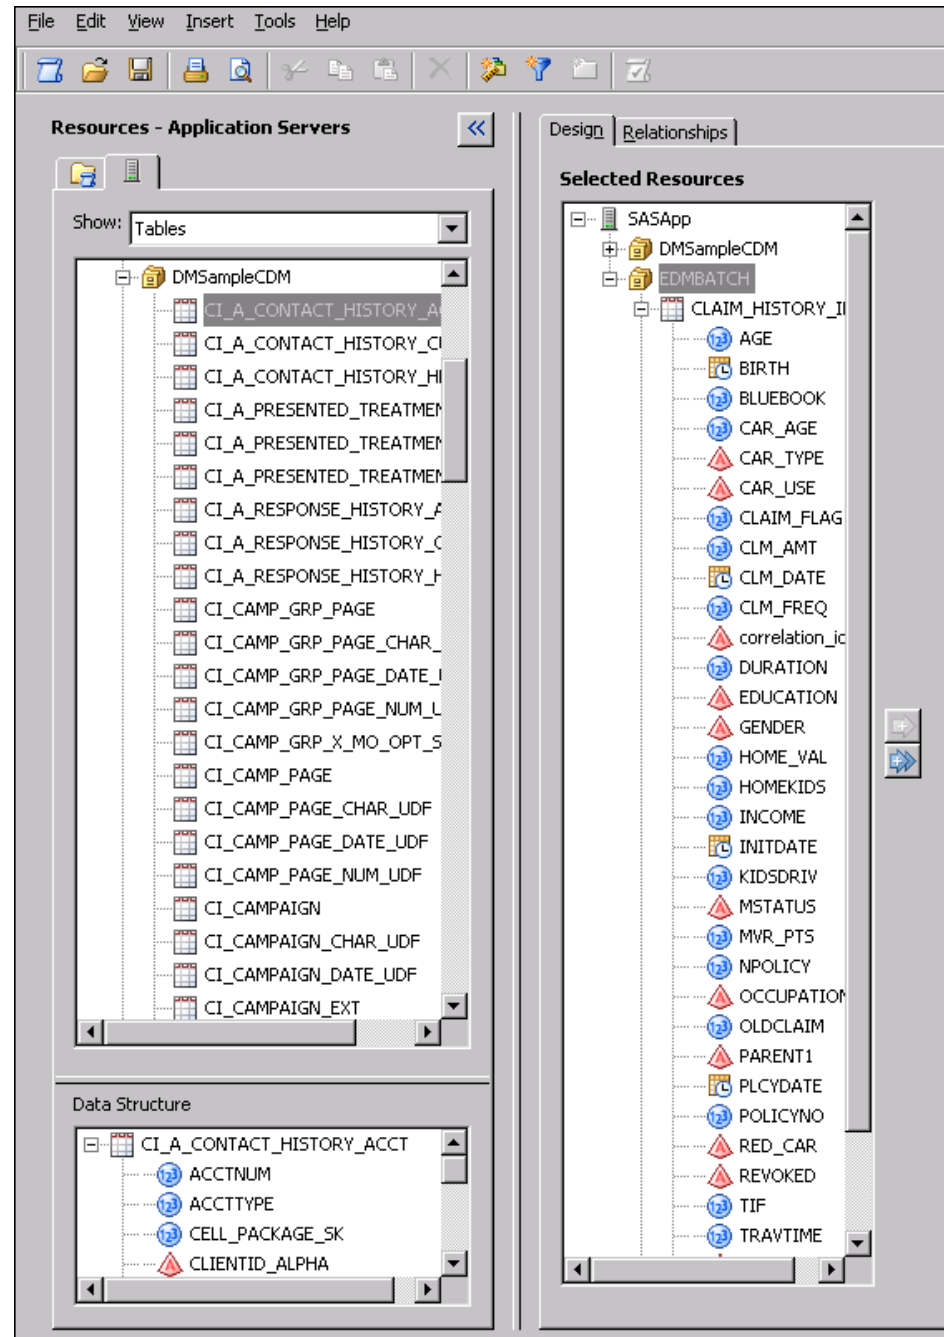 File Edit View Insert Tools Help
Resources - Application Servers
Show: Tables
DMSampleCDM
CI_A_CONTACT_HISTORY_A
CI_A_CONTACT_HISTORY_C
CI_A_CONTACT_HISTORY_H
CI_A_PRESENTED_TREATMEN
CI_A_PRESENTED_TREATMEN
CI_A_PRESENTED_TREATMEN
CI_A_RESPONSE_HISTORY_A
CI_A_RESPONSE_HISTORY_C
CI_A_RESPONSE_HISTORY_H
CI_CAMP_GRP_PAGE
CI_CAMP_GRP_PAGE_CHAR_
CI_CAMP_GRP_PAGE_DATE_
CI_CAMP_GRP_PAGE_NUM_L
CI_CAMP_GRP_X_MO_OPT_S
CI_CAMP_PAGE
CI_CAMP_PAGE_CHAR_UDF
CI_CAMP_PAGE_DATE_UDF
CI_CAMP_PAGE_NUM_UDF
CI_CAMPAIGN
CI_CAMPAIGN_CHAR_UDF
CI_CAMPAIGN_DATE_UDF
CI_CAMPAIGN_EXT
Data Structure
CI_A_CONTACT_HISTORY_ACCT
ACCTNUM
ACCTTYPE
CELL_PACKAGE_SK
CLIENTID_ALPHA
Design Relationships
Selected Resources
SASApp
DMSampleCDM
EDMBATCH
CLAIM_HISTORY_I
AGE
BIRTH
BLUEBOOK
CAR_AGE
CAR_TYPE
CAR_USE
CLAIM_FLAG
CLM_AMT
CLM_DATE
CLM_FREQ
correlation_ic
DURATION
EDUCATION
GENDER
HOME_VAL
HOMEKIDS
INCOME
INITDATE
KIDSDRIV
MSTATUS
MVR_PTS
NPOLICY
OCCUPATION
OLDCLAIM
PARENT1
PLCYDATE
POLICYNO
RED_CAR
REVOKED
TIF
TRAVTIME